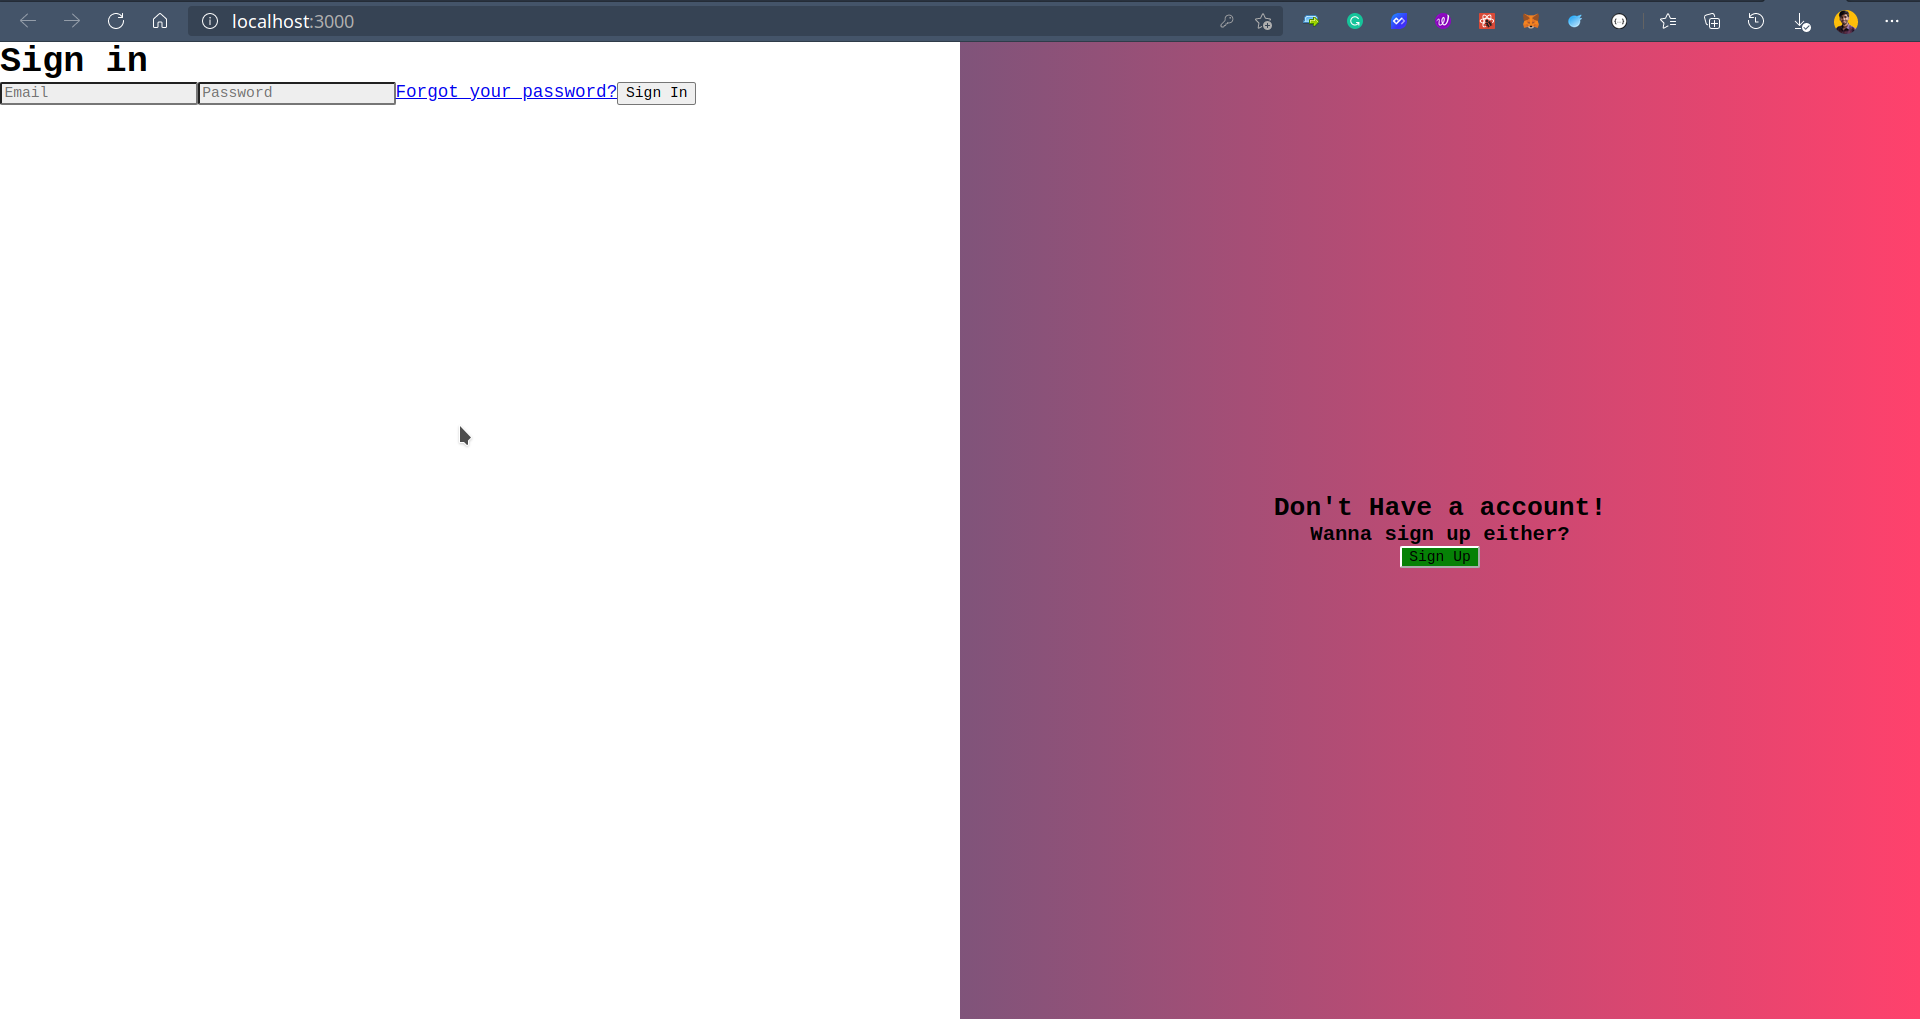 localhost:3000
Sign in
Email Password Forgot your password? Sign In
Don't Have a account!
Wanna sign up either?
Sign Up